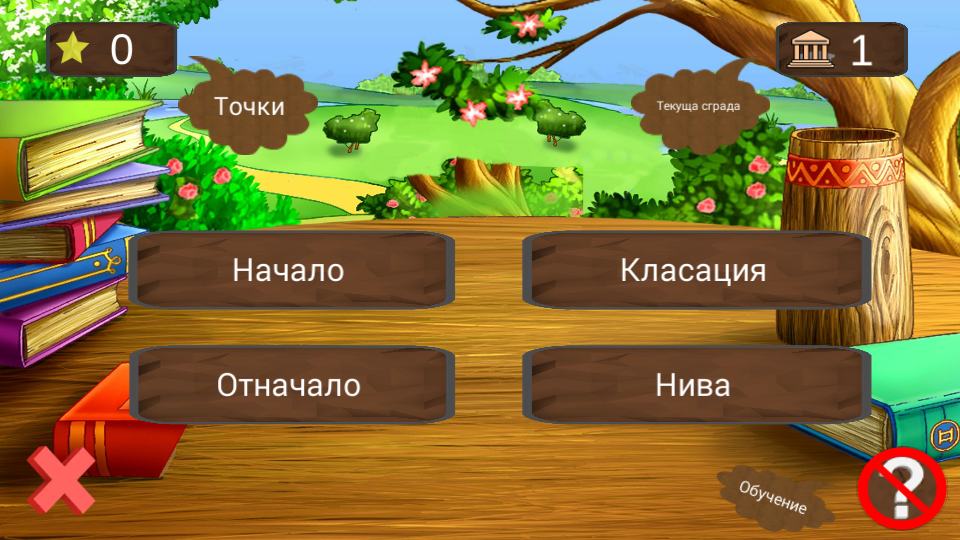 0
1
Точки
Текуща сграда
Начало
Класация
Отначало
Нива
Обучение
?